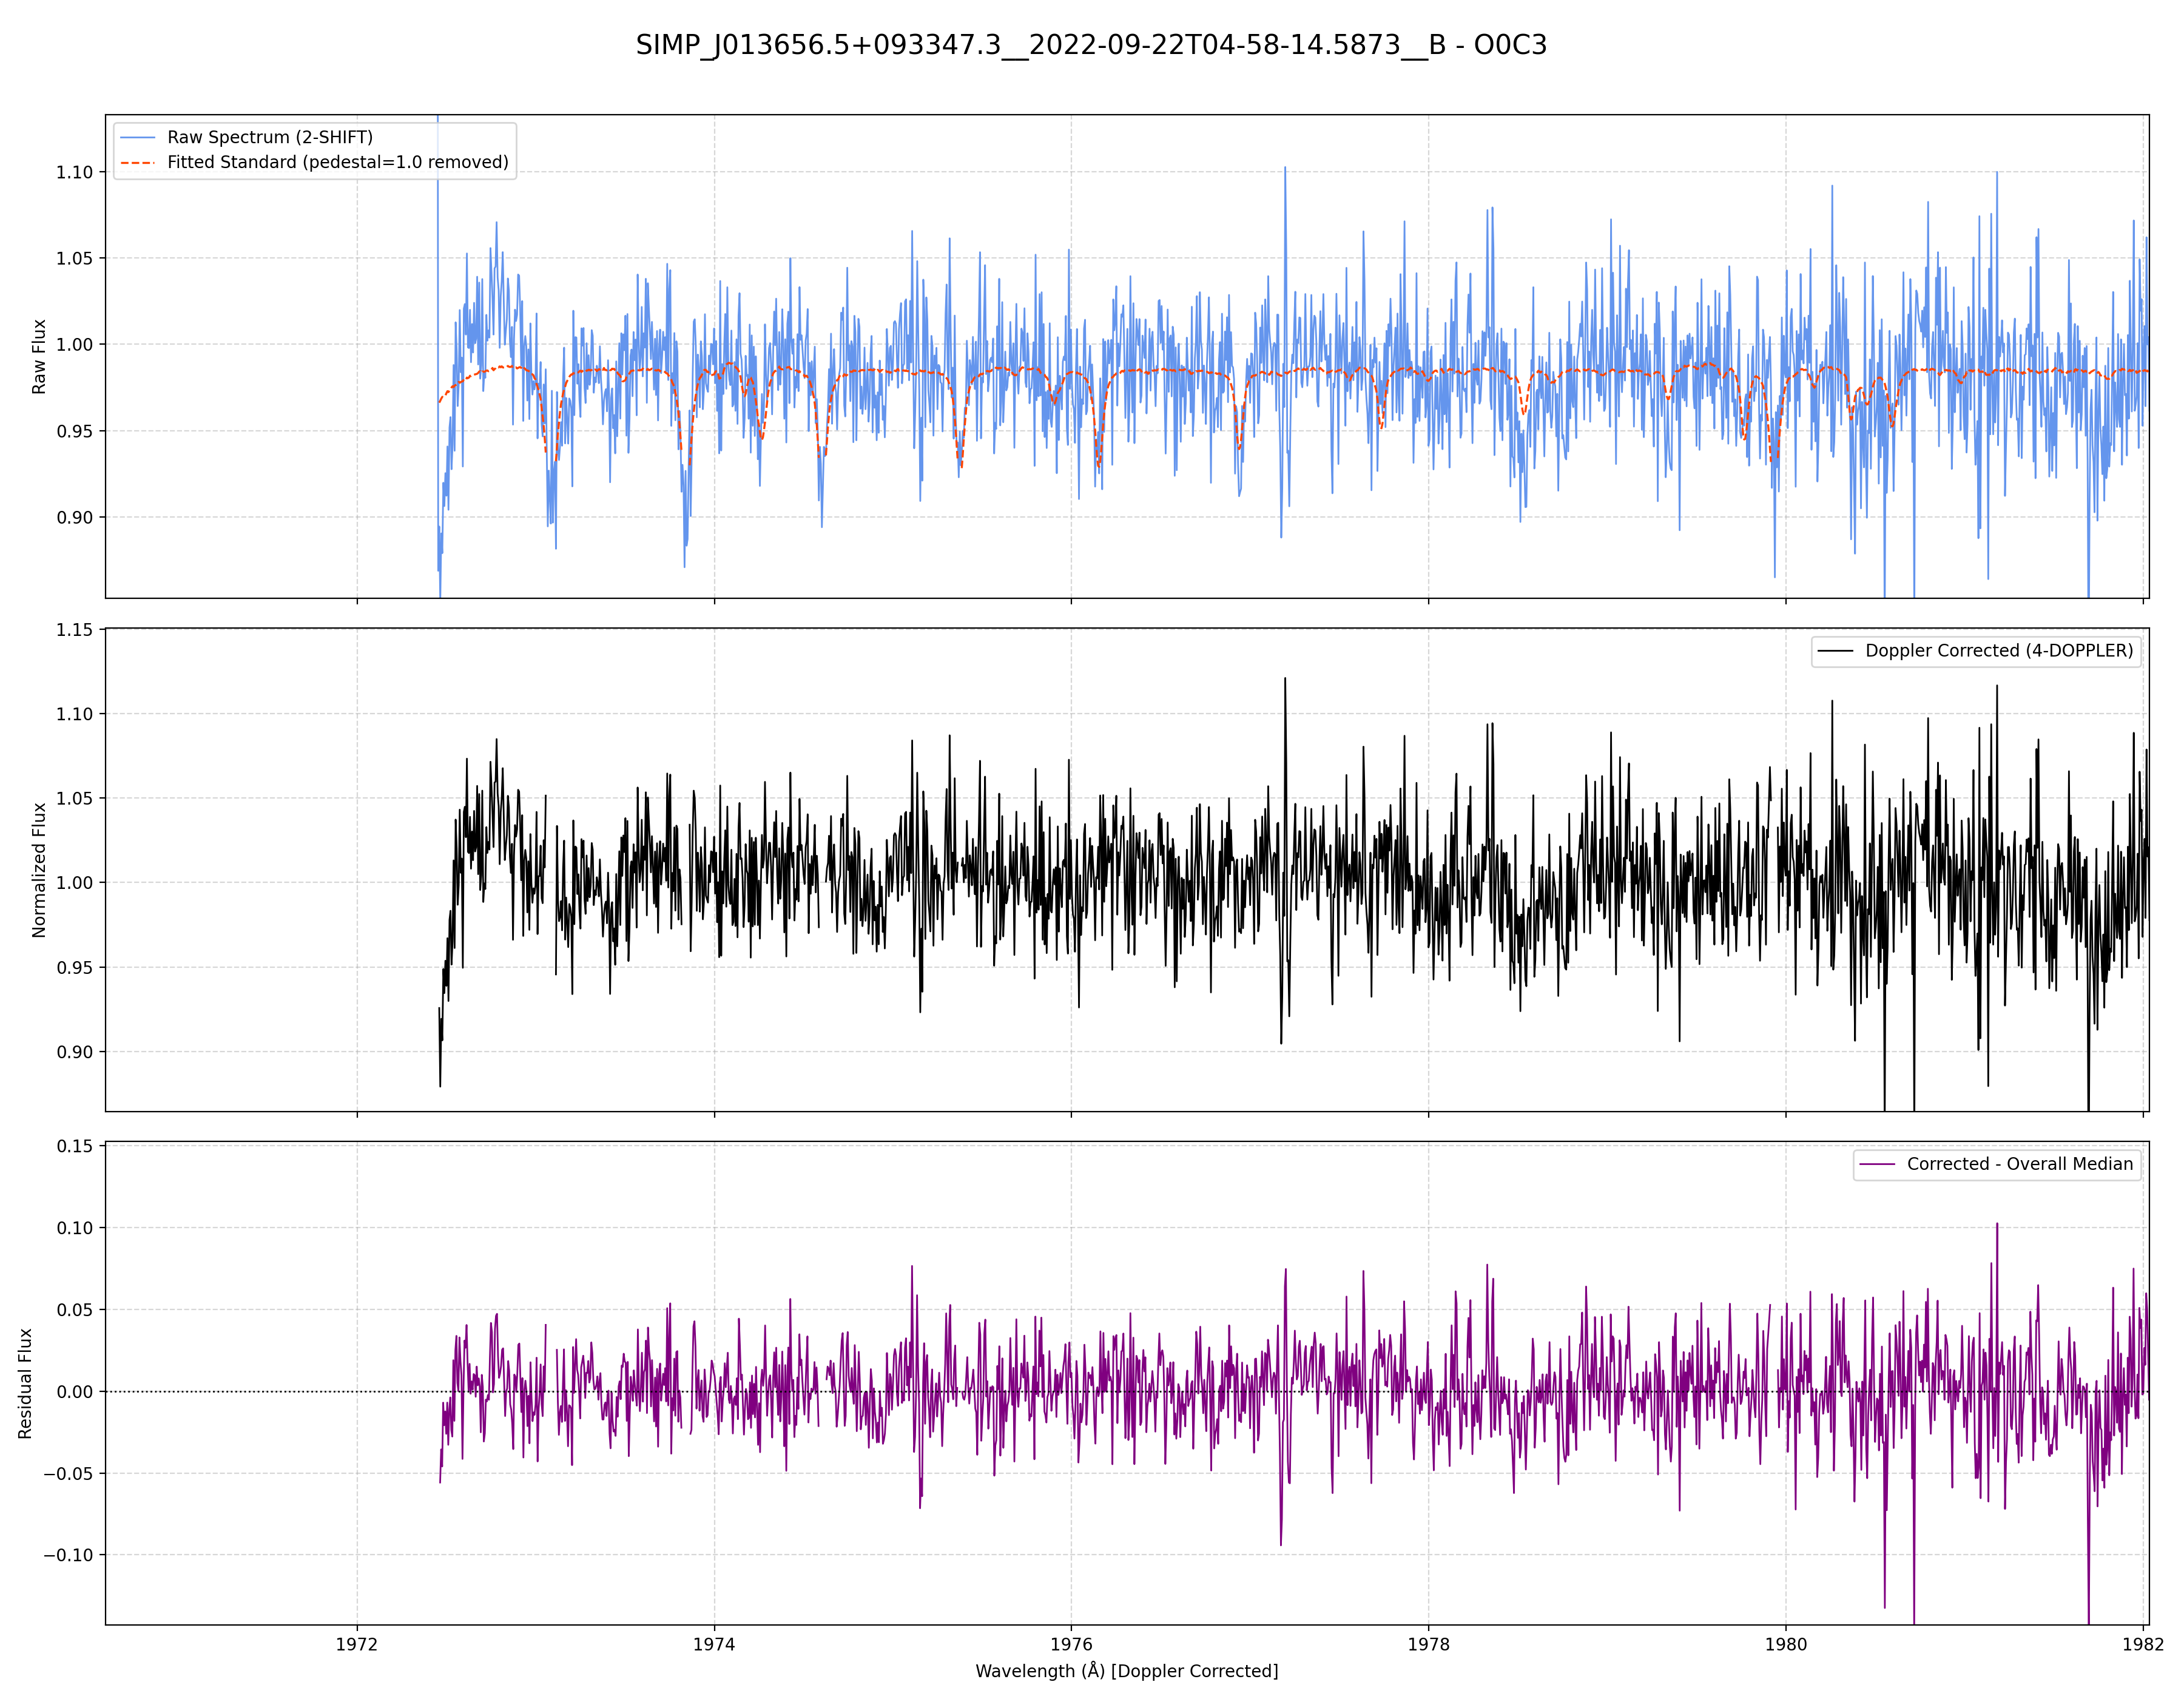 SIMP_J013656.5+093347.3__2022-09-22T04-58-14.5873__B - O0C3
Raw Spectrum (2-SHIFT)
Fitted Standard (pedestal=1.0 removed)
Raw Flux
1.10
1.05
1.00
0.95
0.90
Doppler Corrected (4-DOPPLER)
Normalized Flux
1.15
1.10
1.05
1.00
0.95
0.90
Corrected - Overall Median
Residual Flux
0.15
0.10
0.05
0.00
−0.05
−0.10
1972
1974
1976
1978
1980
1982
Wavelength (Å) [Doppler Corrected]